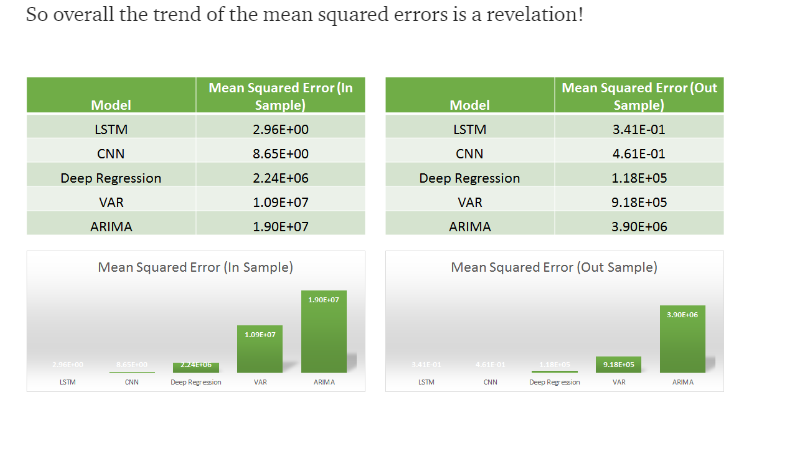 So overall the trend of the mean squared errors is a revelation!
Model Mean Squared Error (In Sample)
LSTM 2.96E+00
CNN 8.65E+00
Deep Regression 2.24E+06
VAR 1.09E+07
ARIMA 1.90E+07
Model Mean Squared Error (Out Sample)
LSTM 3.41E-01
CNN 4.61E-01
Deep Regression 1.18E+05
VAR 9.18E+05
ARIMA 3.90E+06
Mean Squared Error (In Sample)
1.90E+07
1.09E+07
2.96E+00 8.65E+00 2.24E+06
LSTM CNN Deep Regression VAR ARIMA
Mean Squared Error (Out Sample)
3.90E+06
3.41E-01 4.61E-01 1.18E+05 9.18E+05
LSTM CNN Deep Regression VAR ARIMA